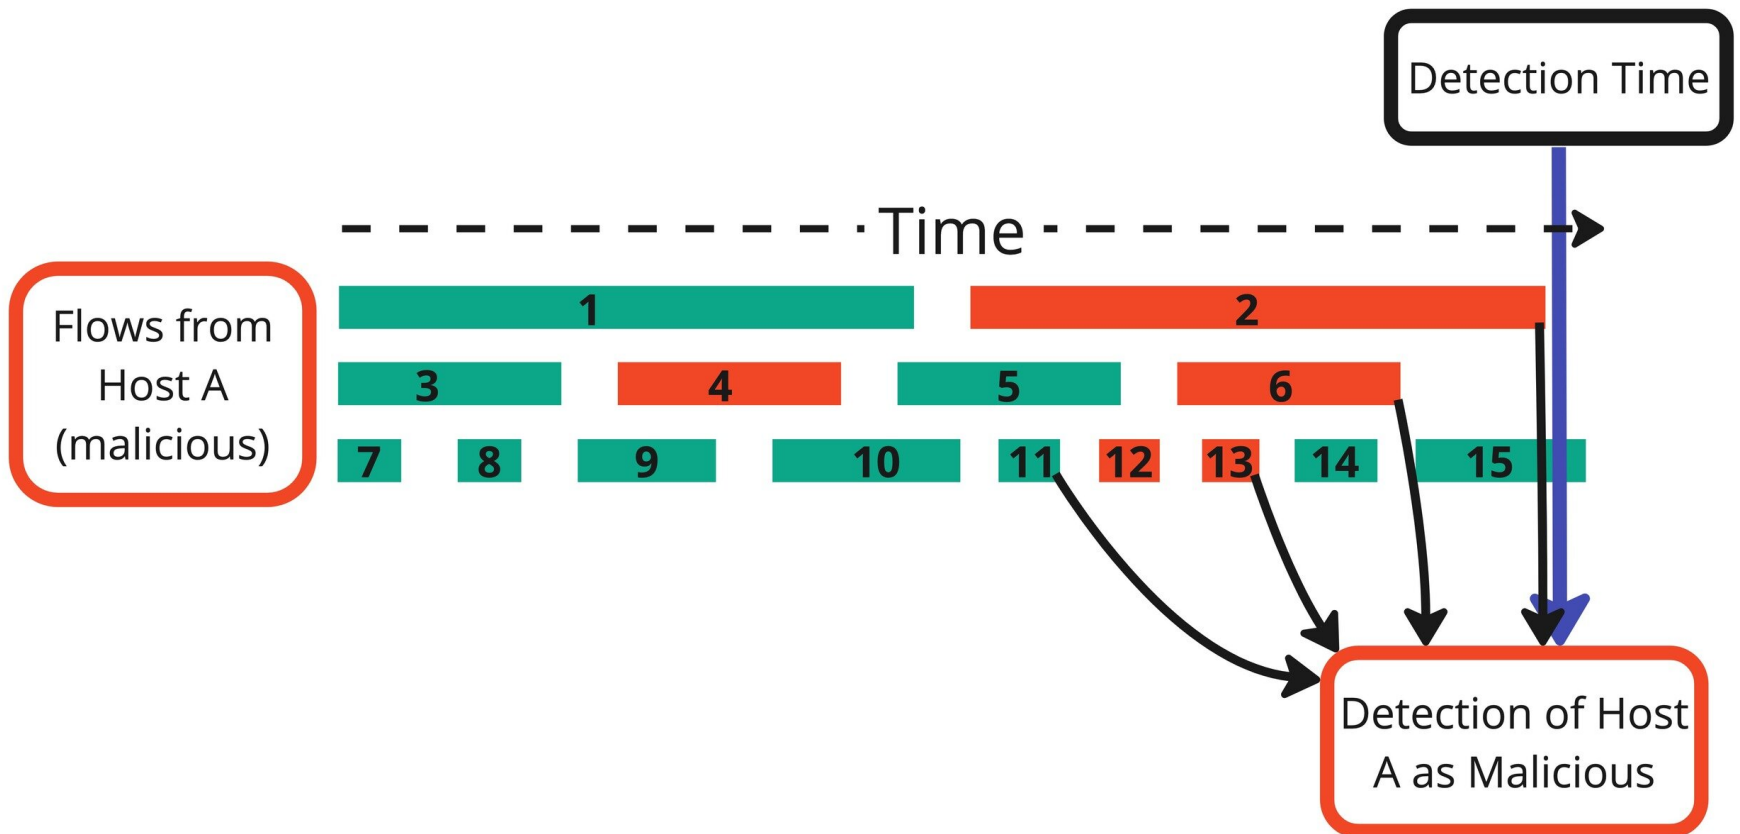 Detection Time
Time
Flows from
Host A
(malicious)
1
2
3
4
5
6
7
8
9
10
11
12
13
14
15
Detection of Host
A as Malicious